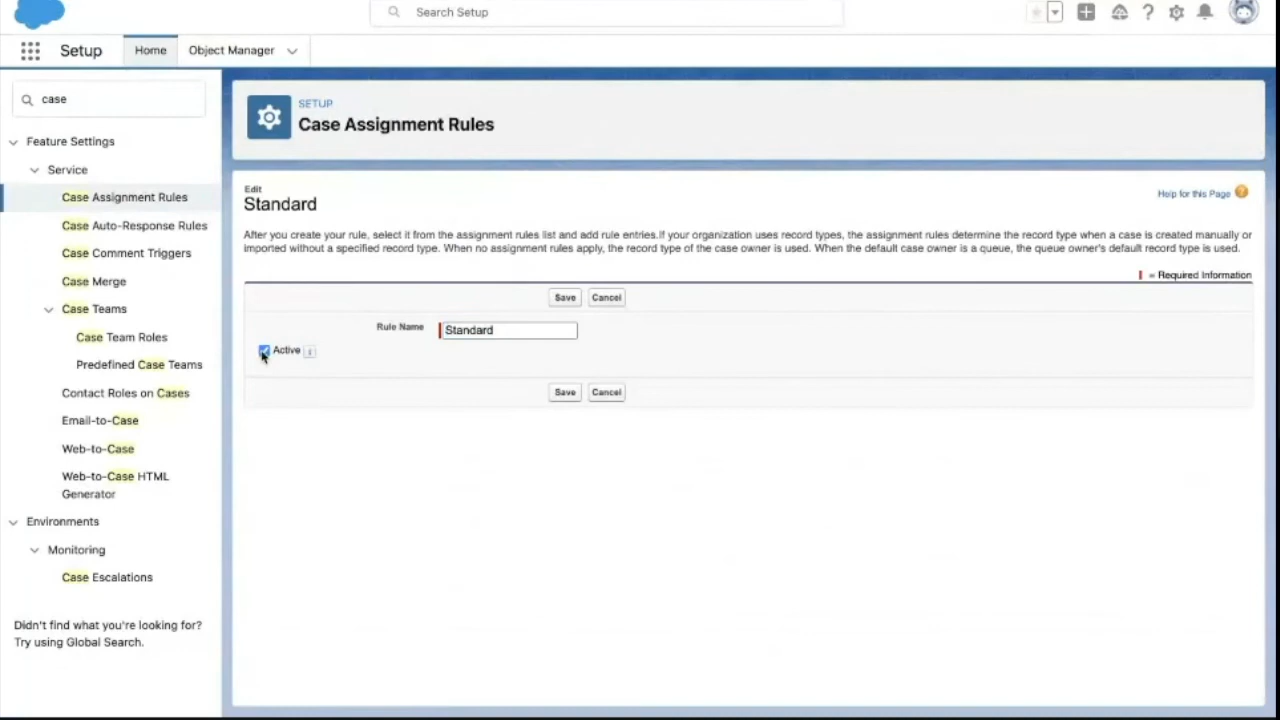 Search Setup
Setup
Home
Object Manager
case
Feature Settings
Service
Case Assignment Rules
Case Auto-Response Rules
Case Comment Triggers
Case Merge
Case Teams
Case Team Roles
Predefined Case Teams
Contact Roles on Cases
Email-to-Case
Web-to-Case
Web-to-Case HTML
Generator
Environments
Monitoring
Case Escalations
Didn't find what you're looking for?
Try using Global Search.
SETUP
Case Assignment Rules
Edit
Standard
Help for this Page
After you create your rule, select it from the assignment rules list and add rule entries.If your organization uses record types, the assignment rules determine the record type when a case is created manually or
imported without a specified record type. When no assignment rules apply, the record type of the case owner is used. When the default case owner is a queue, the queue owner's default record type is used.
= Required Information
Save Cancel
Rule Name Standard
Active i
Save Cancel